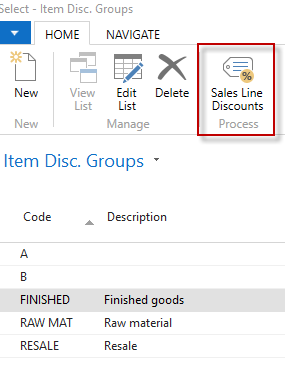 Select - Item Disc. Groups
HOME
NAVIGATE
New
View
List
Edit
List
Delete
Sales Line
Discounts
New
Manage
Process
Item Disc. Groups
Code
Description
A
B
FINISHED
Finished goods
RAW MAT
Raw material
RESALE
Resale